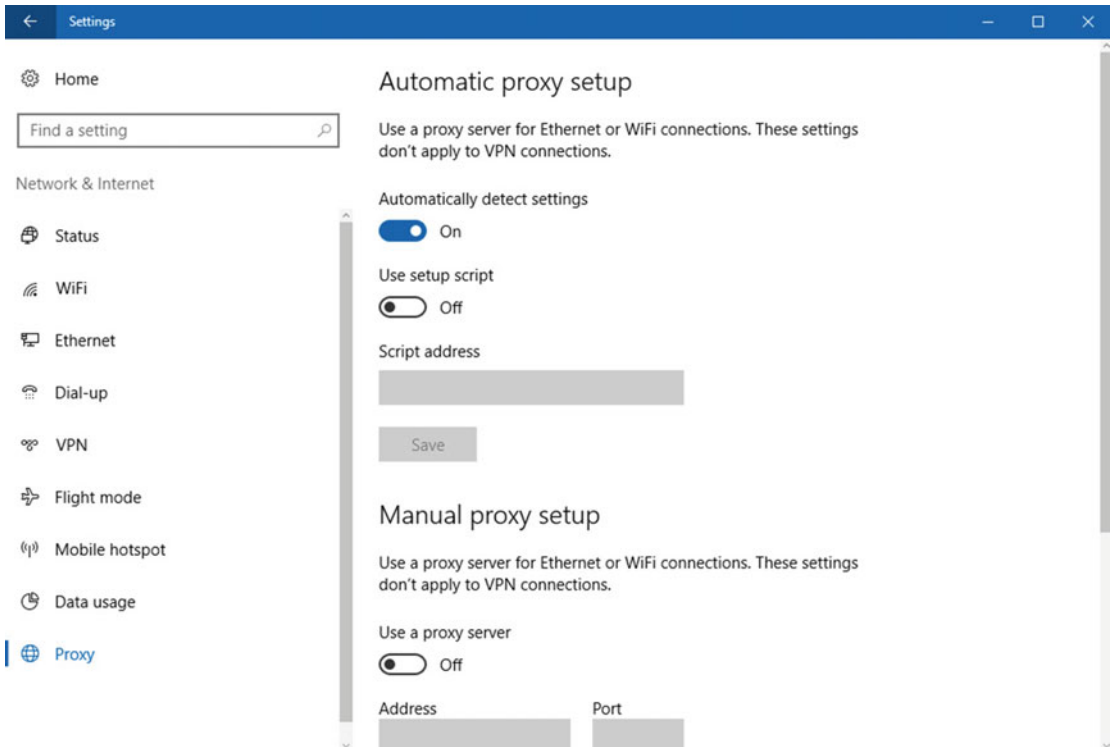 Settings
Home
Find a setting
Network & Internet
Status
WiFi
Ethernet
Dial-up
VPN
Flight mode
Mobile hotspot
Data usage
Proxy
Automatic proxy setup
Use a proxy server for Ethernet or WiFi connections. These settings
don't apply to VPN connections.
Automatically detect settings
On
Use setup script
Off
Script address
Save
Manual proxy setup
Use a proxy server for Ethernet or WiFi connections. These settings
don't apply to VPN connections.
Use a proxy server
Off
Address Port